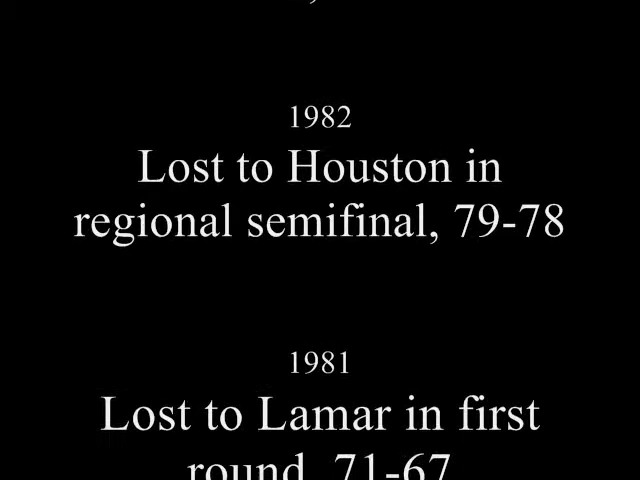 1982
Lost to Houston in
regional semifinal, 79-78
1981
Lost to Lamar in first
round, 71-67